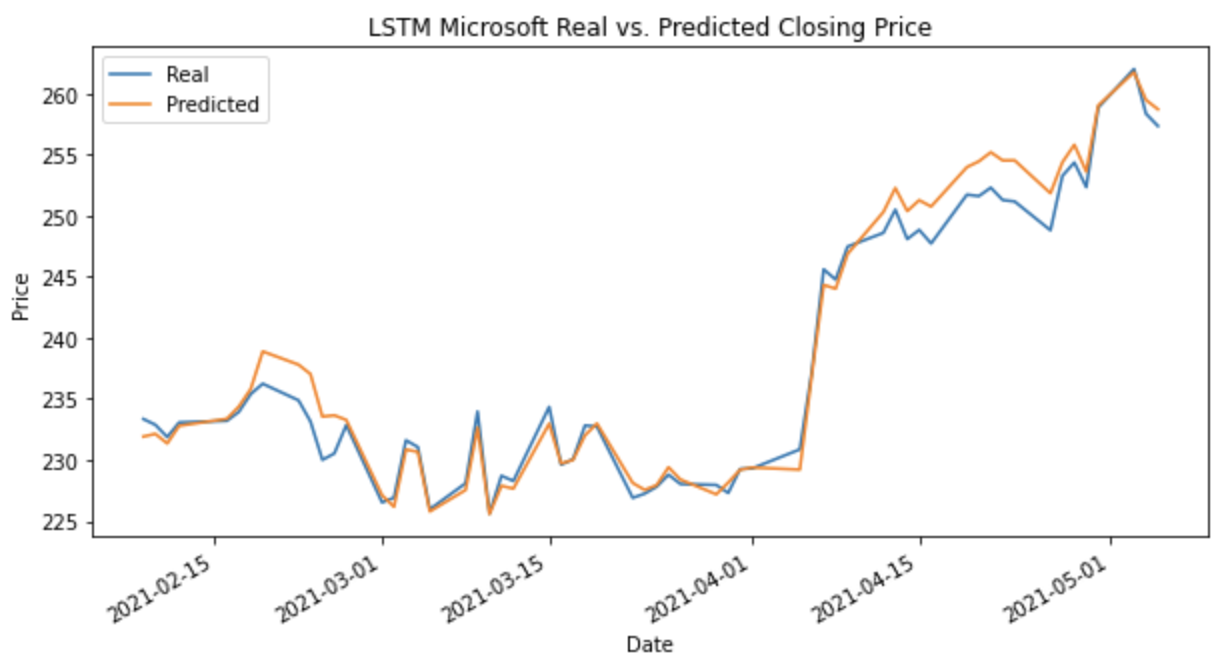 LSTM Microsoft Real vs. Predicted Closing Price
Real
Predicted
260
255
250
245
240
235
230
225
Price
2021-02-15
2021-03-01
2021-03-15
2021-04-01
2021-04-15
2021-05-01
Date